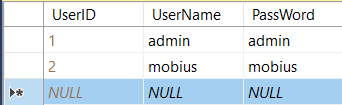 UserID UserName PassWord
1 admin admin
2 mobius mobius
NULL NULL NULL